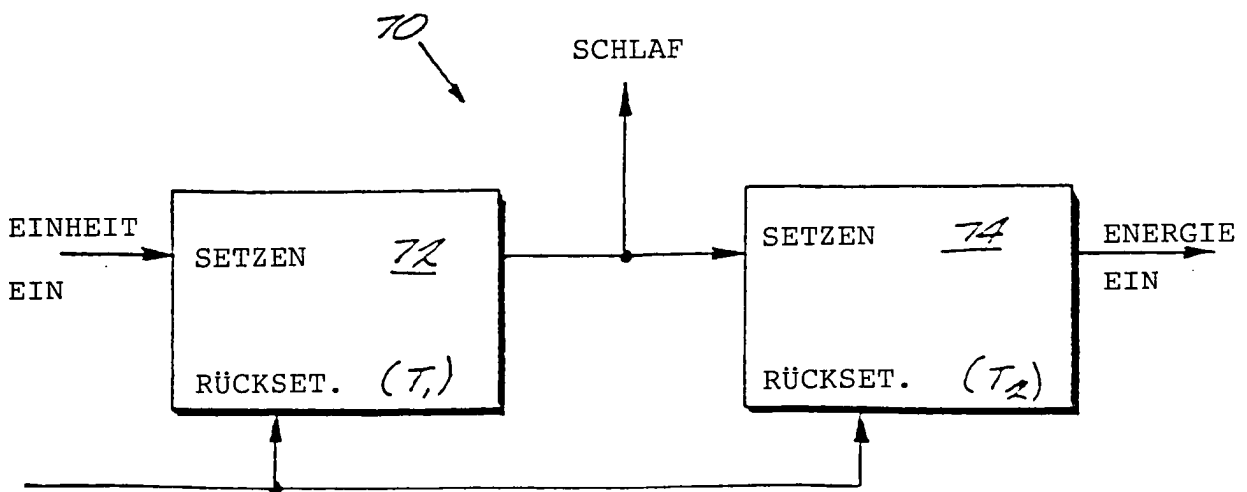 70
SCHLAF
EINHEIT
EIN
SETZEN 72
RÜCKSET. (T1)
SETZEN 74
RÜCKSET. (T2)
ENERGIE
EIN